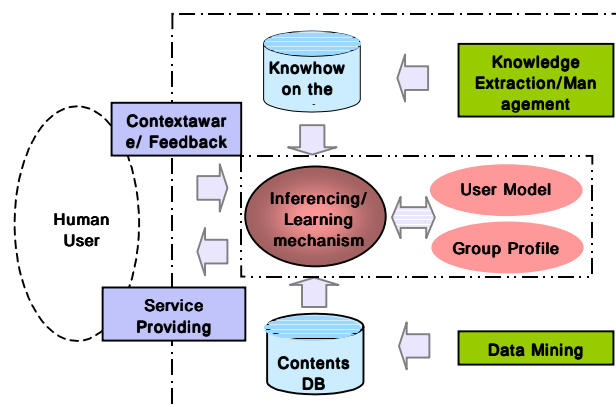 Knowhow
on the
Knowledge
Extraction/Man
agement
Contextawar
e/ Feedback
Human
User
Inferencing/
Learning
mechanism
User Model
Group Profile
Service
Providing
Contents
DB
Data Mining